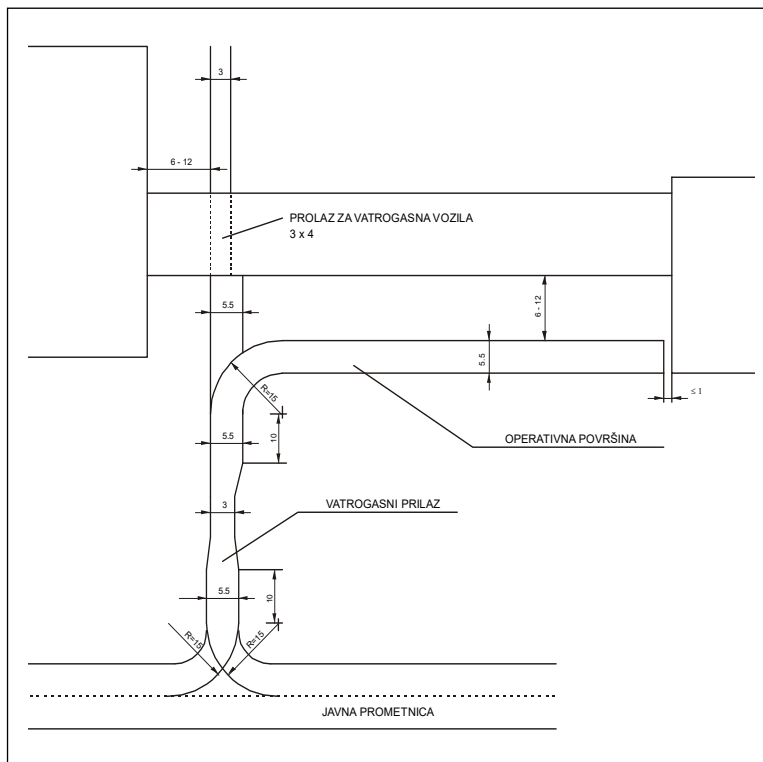 3
6 - 12
PROLAZ ZA VATROGASNA VOZILA
3 x 4
5.5
6 - 12
5.5
R=15
≤ 1
5.5
10
OPERATIVNA POVRŠINA
3
VATROGASNI PRILAZ
5.5
10
R=15
R=15
JAVNA PROMETNICA